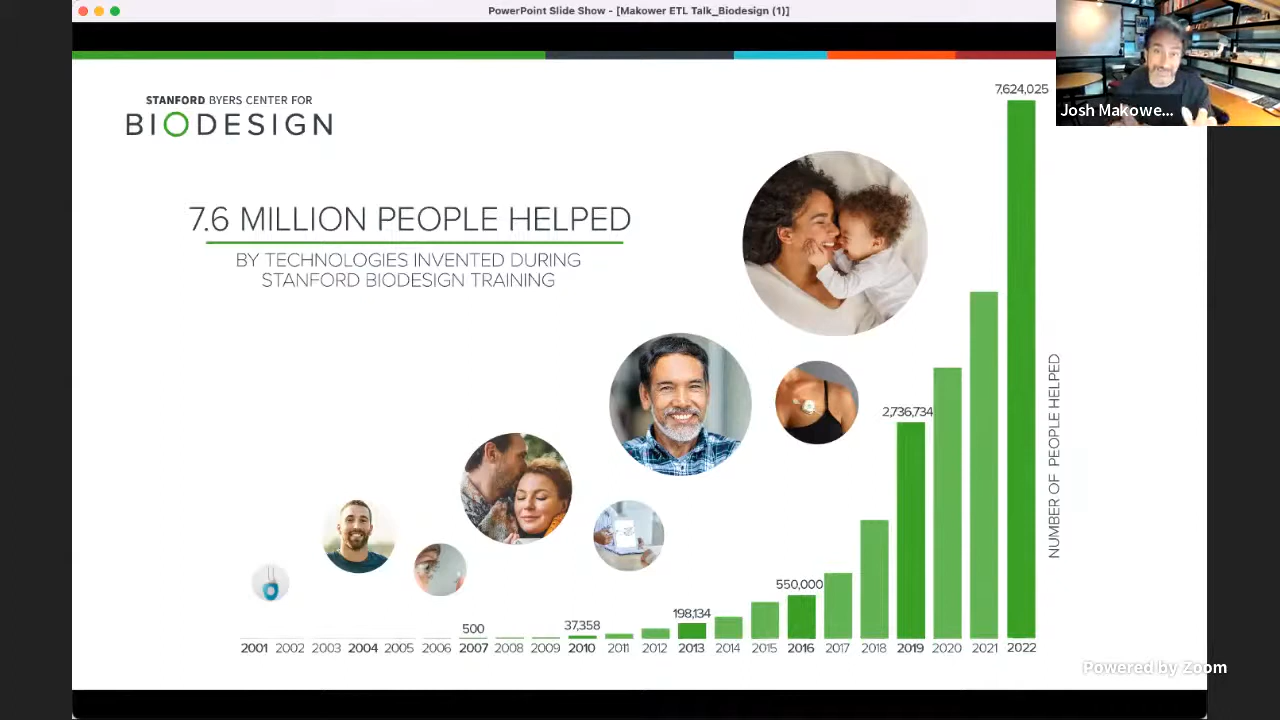 PowerPoint Slide Show - [Makower ETL Talk_Biodesign (1)]
STANFORD BYERS CENTER FOR
BIODESIGN
7.6 MILLION PEOPLE HELPED
BY TECHNOLOGIES INVENTED DURING
STANFORD BIODESIGN TRAINING
Josh Makowe...
7,624,025
2,736,734
550,000
198,134
37,358
500
NUMBER OF PEOPLE HELPED
2001 2002 2003 2004 2005 2006 2007 2008 2009 2010 2011 2012 2013 2014 2015 2016 2017 2018 2019 2020 2021 2022
Powered by Zoom